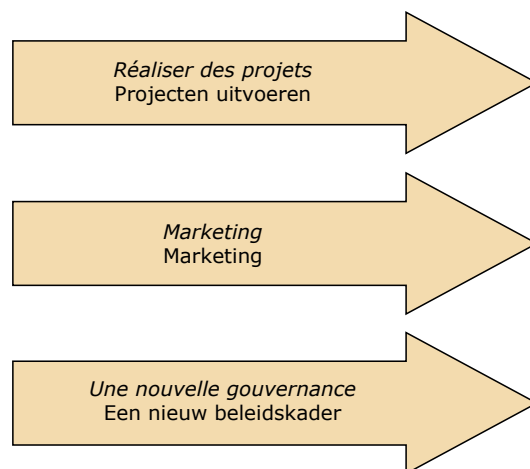 Réaliser des projets
Projecten uitvoeren
Marketing
Marketing
Une nouvelle gouvernance
Een nieuw beleidskader